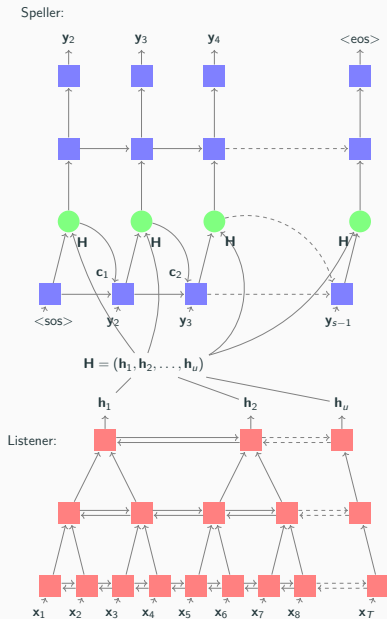 Speller:
y₂ y₃ y₄ <eos>
H H H H
c₁ c₂
<sos> y₂ y₃ yₛ₋₁
H = (h₁, h₂, . . . , hᵤ)
h₁ h₂ hᵤ
Listener:
x₁ x₂ x₃ x₄ x₅ x₆ x₇ x₈ x_T